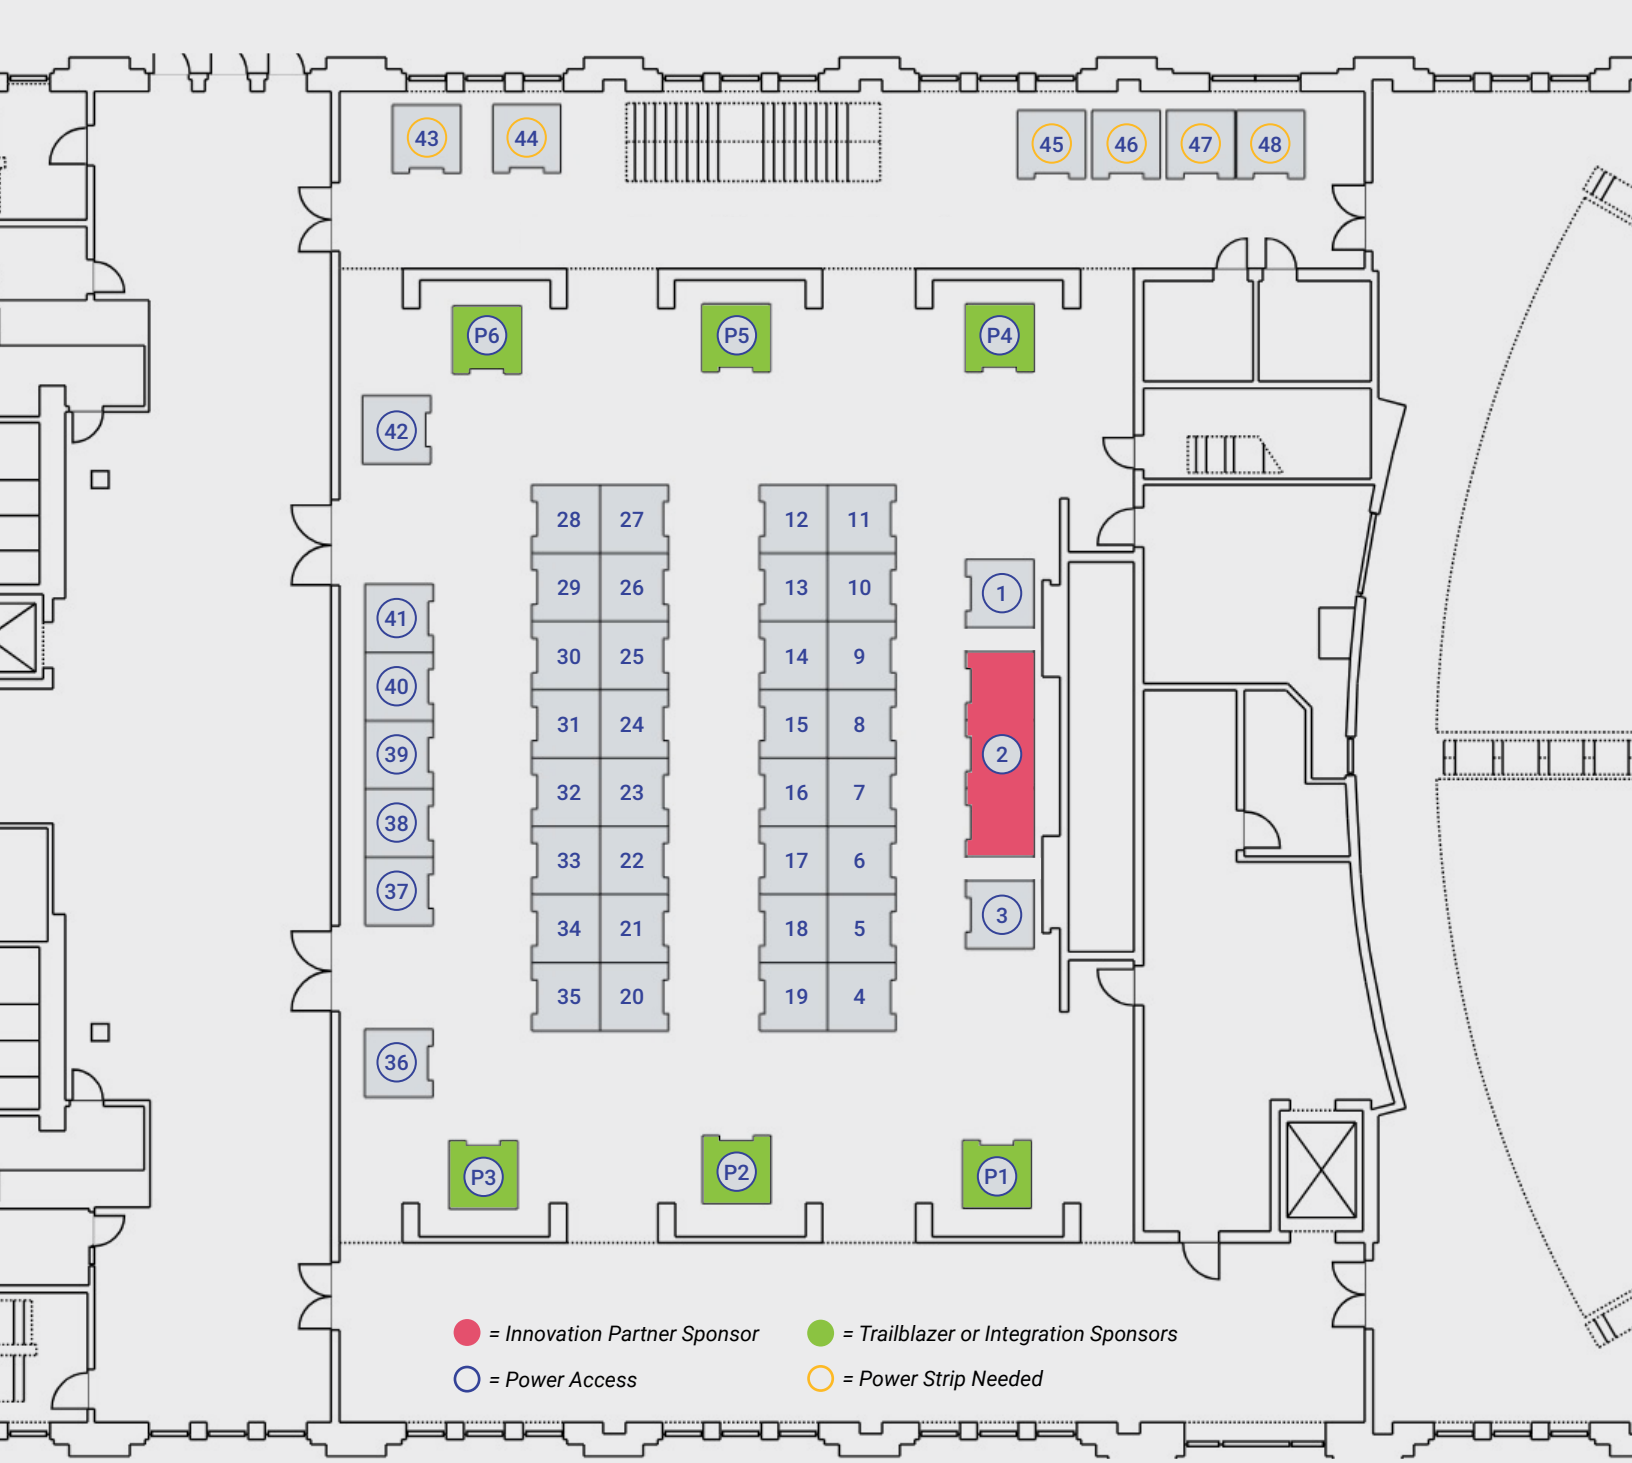 43 44 45 46 47 48
P6 P5 P4
42
28 27 12 11
29 26 13 10 1
41
30 25 14 9
40
31 24 15 8
39 2
32 23 16 7
38
33 22 17 6
37
34 21 18 5 3
35 20 19 4
36
P3 P2 P1
= Innovation Partner Sponsor = Trailblazer or Integration Sponsors
= Power Access = Power Strip Needed